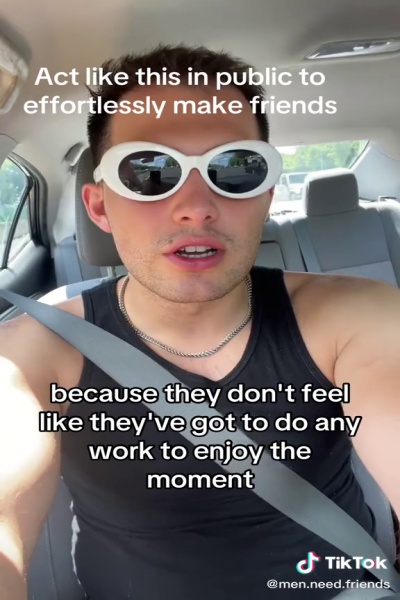 Act like this in public to
effortlessly make friends
because they don't feel
like they've got to do any
work to enjoy the
moment
TikTok
@men.need.friends